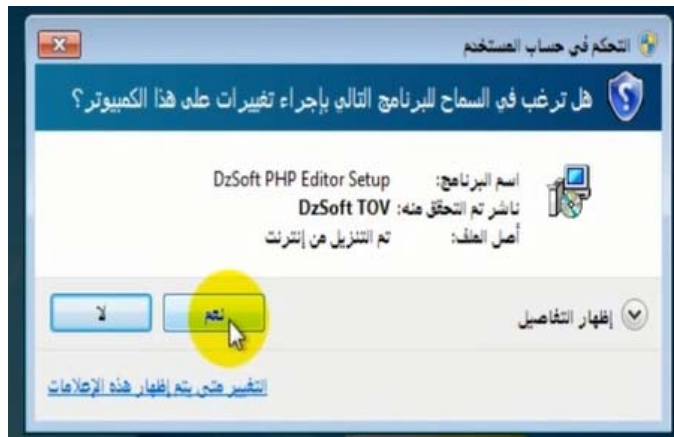 التحكم في حساب المستخدم
هل ترغب في السماح للبرنامج التالي بإجراء تغييرات على هذا الكمبيوتر؟
اسم البرنامج: DzSoft PHP Editor Setup
ناشر تم التحقق منه: DzSoft TOV
أصل الملف: تم التنزيل من إنترنت
إظهار التفاصيل
نعم
لا
التغيير متى يتم إظهار هذه الإعلامات